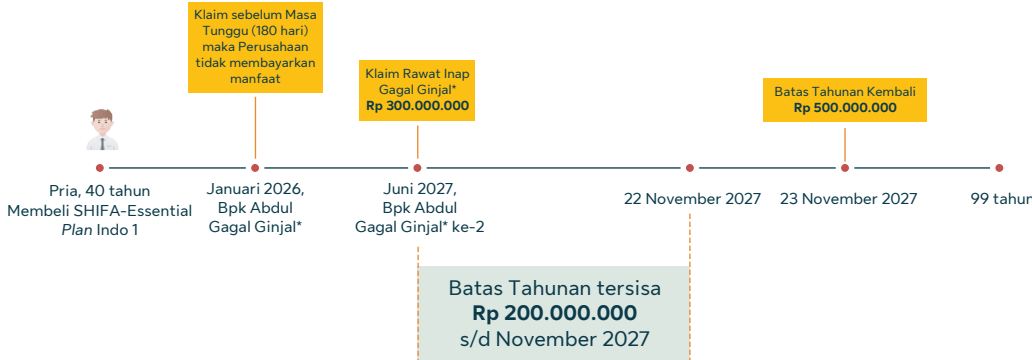 Klaim sebelum Masa
Tunggu (180 hari)
maka Perusahaan
tidak membayarkan
manfaat
Klaim Rawat Inap
Gagal Ginjal*
Rp 300.000.000
Batas Tahunan Kembali
Rp 500.000.000
Pria, 40 tahun
Membeli SHIFA-Essential
Plan Indo 1
Januari 2026,
Bpk Abdul
Gagal Ginjal*
Juni 2027,
Bpk Abdul
Gagal Ginjal* ke-2
22 November 2027
23 November 2027
99 tahun
Batas Tahunan tersisa
Rp 200.000.000
s/d November 2027